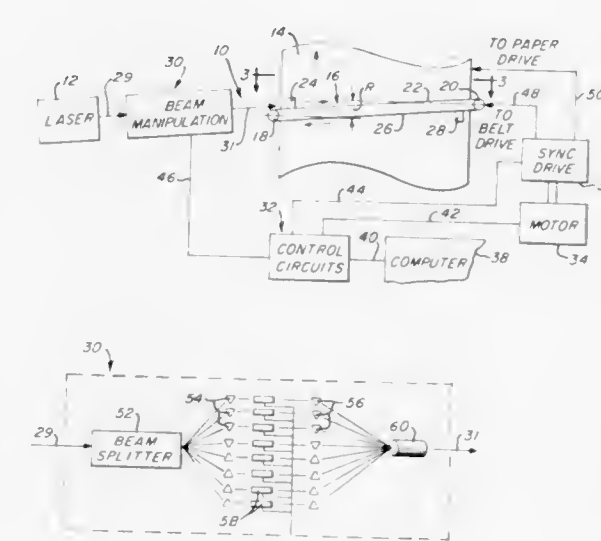 14
TO PAPER
DRIVE
30
10
3
3
12
29
24
16
R
22
20
48
50
LASER
BEAM
MANIPULATION
31
18
26
28
TO
BELT
DRIVE
SYNC
DRIVE
46
44
32
42
MOTOR
34
CONTROL
CIRCUITS
40
COMPUTER
38
30
52
54
56
60
29
BEAM
SPLITTER
31
58